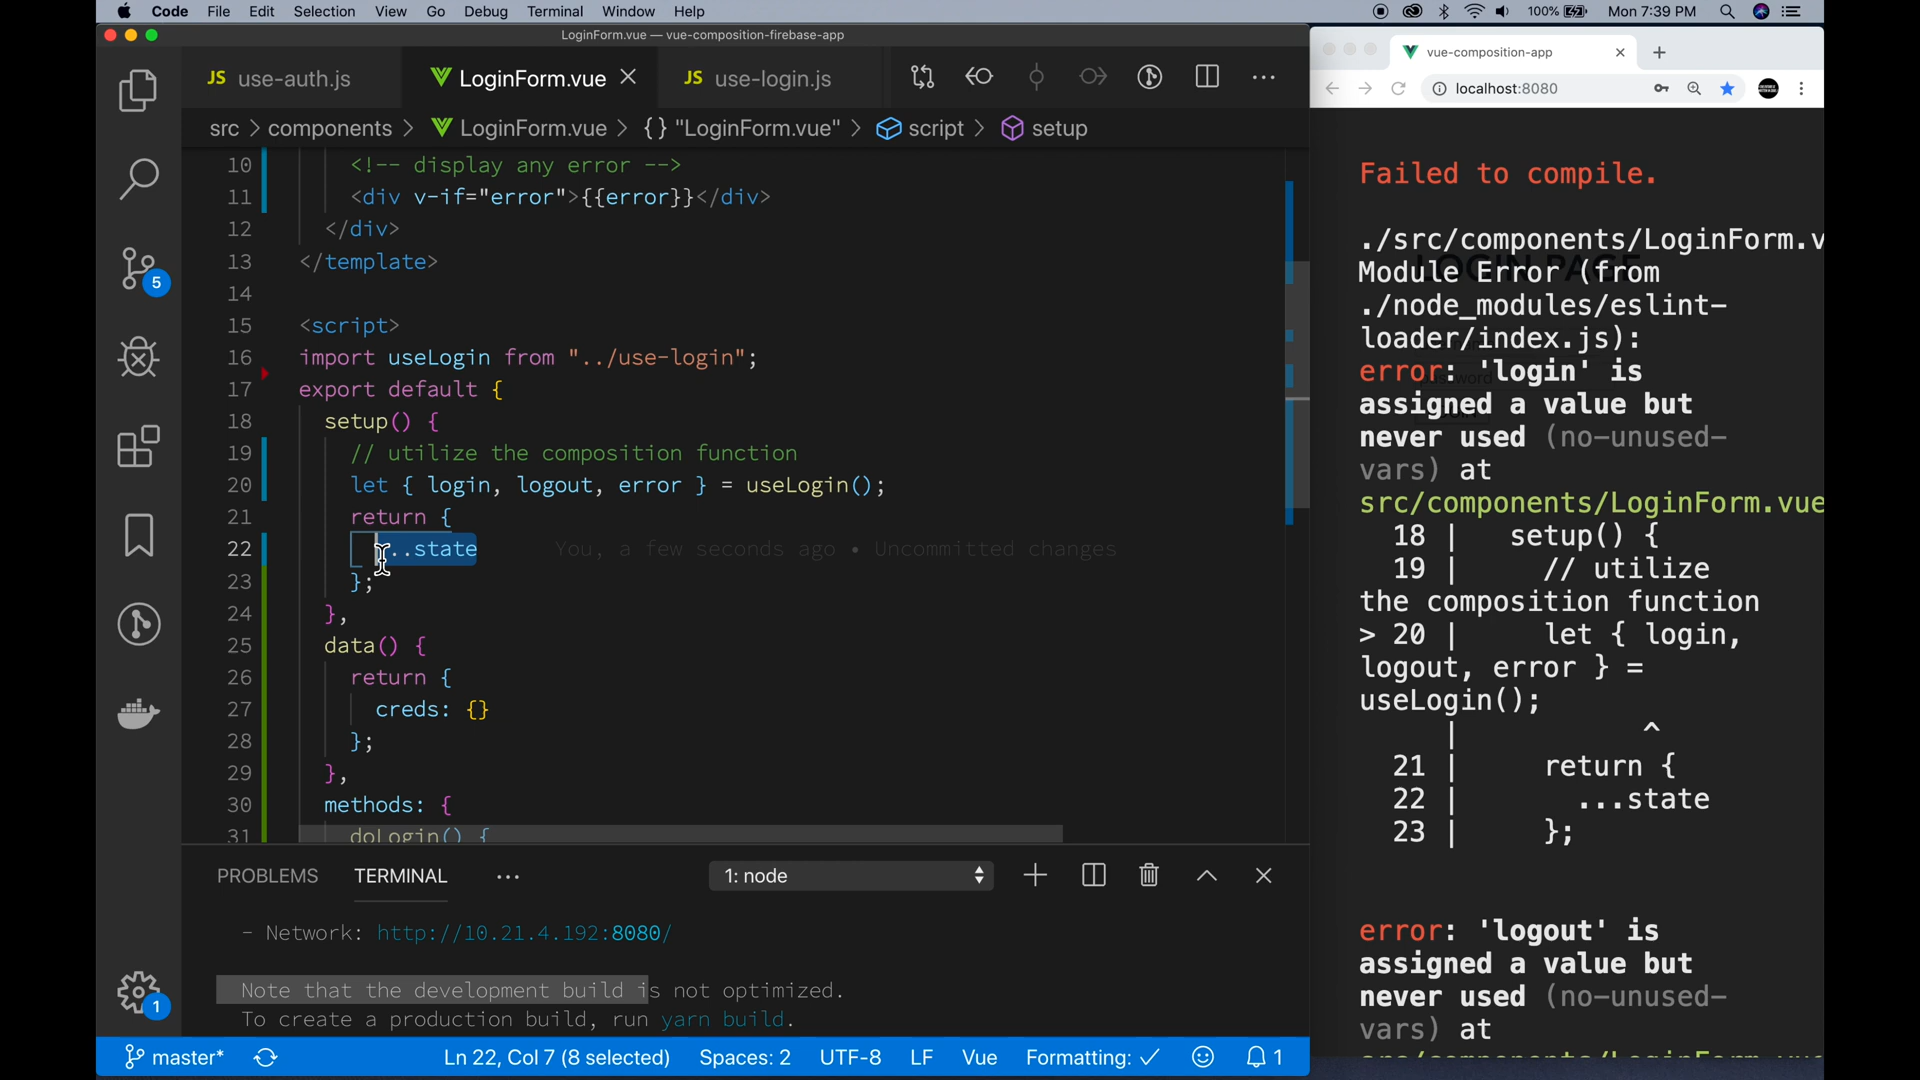 Code File Edit Selection View Go Debug Terminal Window Help
100% Mon 7:39 PM
LoginForm.vue — vue-composition-firebase-app
JS use-auth.js
LoginForm.vue
JS use-login.js
src > components > LoginForm.vue > {} "LoginForm.vue" > script > setup
10 <!-- display any error -->
11 <div v-if="error">{{error}}</div>
12 </div>
13 </template>
14
15 <script>
16 import useLogin from "../use-login";
17 export default {
18 setup() {
19 // utilize the composition function
20 let { login, logout, error } = useLogin();
21 return {
22 ...state You, a few seconds ago • Uncommitted changes
23 };
24 },
25 data() {
26 return {
27 creds: {}
28 };
29 },
30 methods: {
31 doLogin() {
5
1
PROBLEMS TERMINAL ... 1: node
- Network: http://10.21.4.192:8080/
Note that the development build is not optimized.
To create a production build, run yarn build.
master* Ln 22, Col 7 (8 selected) Spaces: 2 UTF-8 LF Vue Formatting: ✓ 1
vue-composition-app
localhost:8080
Failed to compile.
./src/components/LoginForm.v
Module Error (from
./node_modules/eslint-
loader/index.js):
error: 'login' is
assigned a value but
never used (no-unused-
vars) at
src/components/LoginForm.vue
18 | setup() {
19 | // utilize
the composition function
> 20 | let { login,
logout, error } =
useLogin();
| ^
21 | return {
22 | ...state
23 | };
error: 'logout' is
assigned a value but
never used (no-unused-
vars) at
LOGIN PAGE